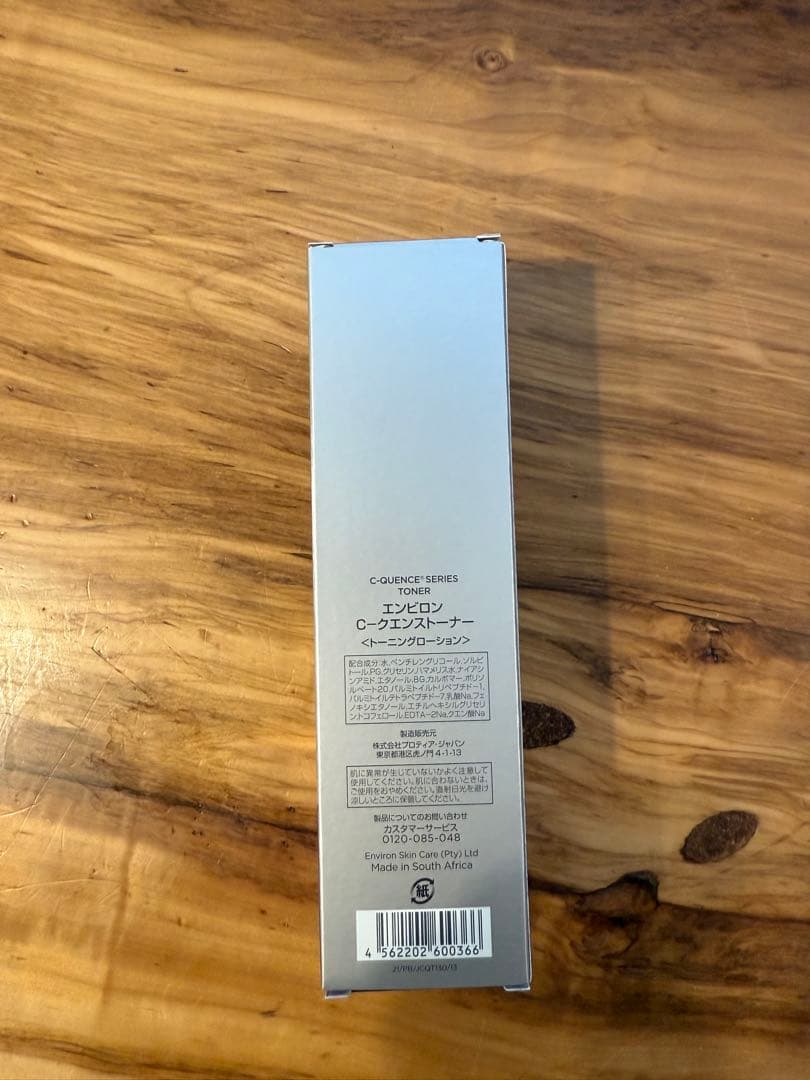 C-QUENCE® SERIES
TONER
エンビロン
C-クエンストーナー
<トーニングローション>
配合成分:水,ペンチレングリコール,ソルビ
トール,PG,グリセリン,ハマメリス水,ナイアシ
ンアミド,エタノール,BG,カルボマー,ポリソ
ルベート20,パルミトイルトリペプチド-1,
パルミトイルテトラペプチド-7,乳酸Na,フェ
ノキシエタノール,エチルヘキシルグリセリ
ン,トコフェロール,EDTA-2Na,クエン酸Na
製造販売元
株式会社プロティア・ジャパン
東京都港区虎ノ門 4-1-13
肌に異常が生じていないかよく注意して
使用してください。肌に合わないときは、
ご使用をおやめください。直射日光を避け
涼しいところに保管してください。
製品についてのお問い合わせ
カスタマーサービス
0120-085-048
Environ Skin Care (Pty) Ltd
Made in South Africa
紙
4 562202 600366
21/PB/JCQT130/13